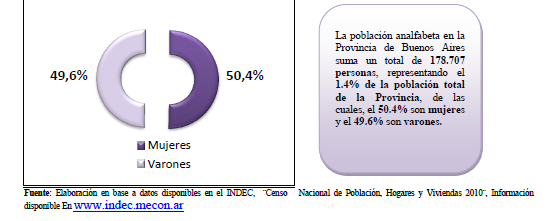 49,6%
50,4%
Mujeres
Varones
La población analfabeta en la
Provincia de Buenos Aires
suma un total de 178.707
personas, representando el
1.4% de la población total
de la Provincia, de las
cuales, el 50.4% son mujeres
y el 49.6% son varones.
Fuente: Elaboración en base a datos disponibles en el INDEC, ¨Censo Nacional de Población, Hogares y Viviendas 2010¨, Información
disponible En www.indec.mecon.ar